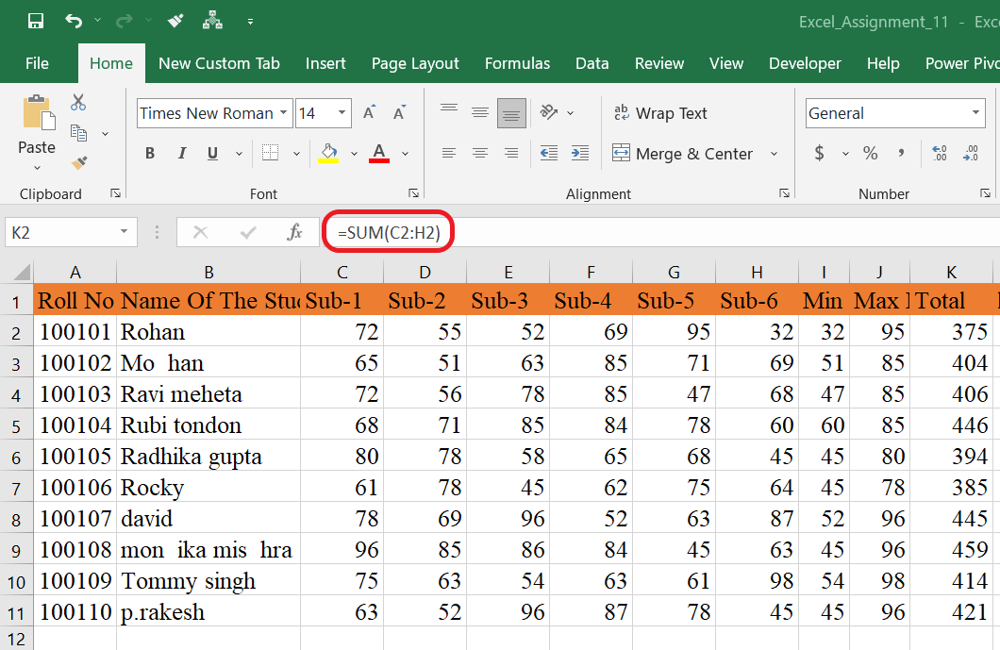 Excel_Assignment_11 - Exc
File Home New Custom Tab Insert Page Layout Formulas Data Review View Developer Help Power Pivo
Times New Roman 14 ab Wrap Text General
Paste B I U A Merge & Center $ % , .00 .00
Clipboard Font Alignment Number
K2 fx =SUM(C2:H2)
A B C D E F G H I J K
1 Roll No Name Of The Stu Sub-1 Sub-2 Sub-3 Sub-4 Sub-5 Sub-6 Min Max Total
2 100101 Rohan 72 55 52 69 95 32 32 95 375
3 100102 Mo  han 65 51 63 85 71 69 51 85 404
4 100103 Ravi meheta 72 56 78 85 47 68 47 85 406
5 100104 Rubi tondon 68 71 85 84 78 60 60 85 446
6 100105 Radhika gupta 80 78 58 65 68 45 45 80 394
7 100106 Rocky 61 78 45 62 75 64 45 78 385
8 100107 david 78 69 96 52 63 87 52 96 445
9 100108 mon  ika mis  hra 96 85 86 84 45 63 45 96 459
10 100109 Tommy singh 75 63 54 63 61 98 54 98 414
11 100110 p.rakesh 63 52 96 87 78 45 45 96 421
12